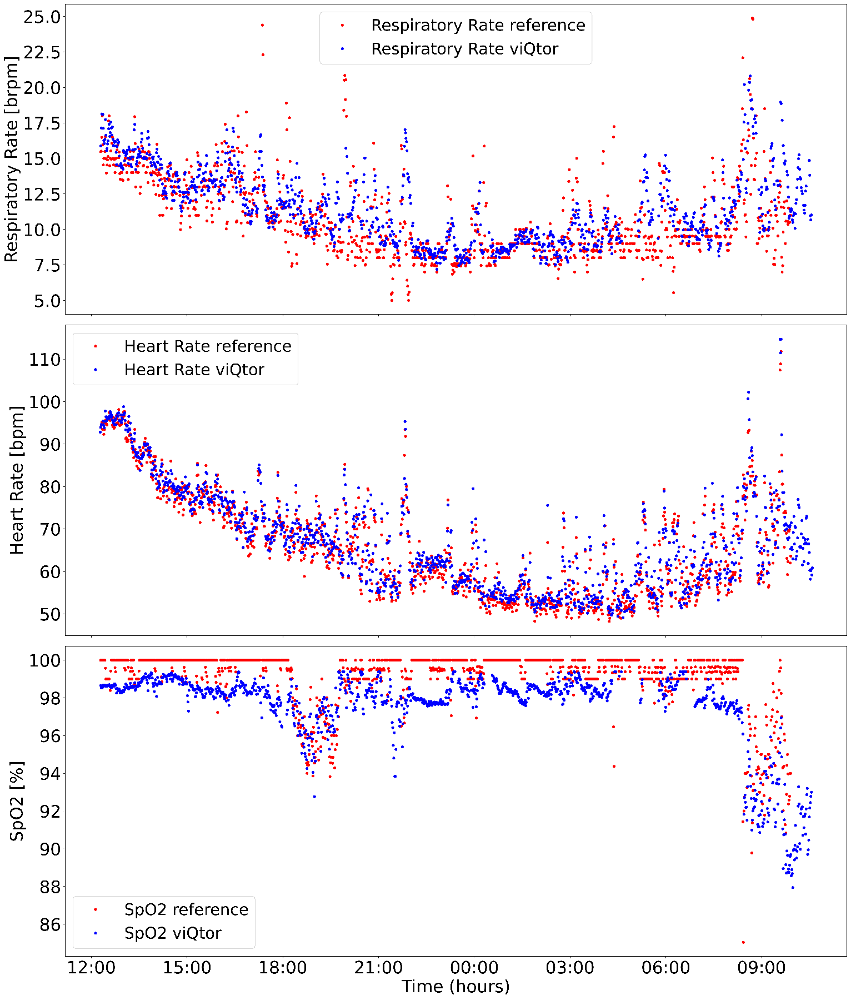 25.0
22.5
20.0
17.5
15.0
12.5
10.0
7.5
5.0
Respiratory Rate [brpm]
Respiratory Rate reference
Respiratory Rate viQtor
110
100
90
80
70
60
50
Heart Rate [bpm]
Heart Rate reference
Heart Rate viQtor
100
98
96
94
92
90
88
86
SpO2 [%]
SpO2 reference
SpO2 viQtor
12:00 15:00 18:00 21:00 00:00 03:00 06:00 09:00
Time (hours)